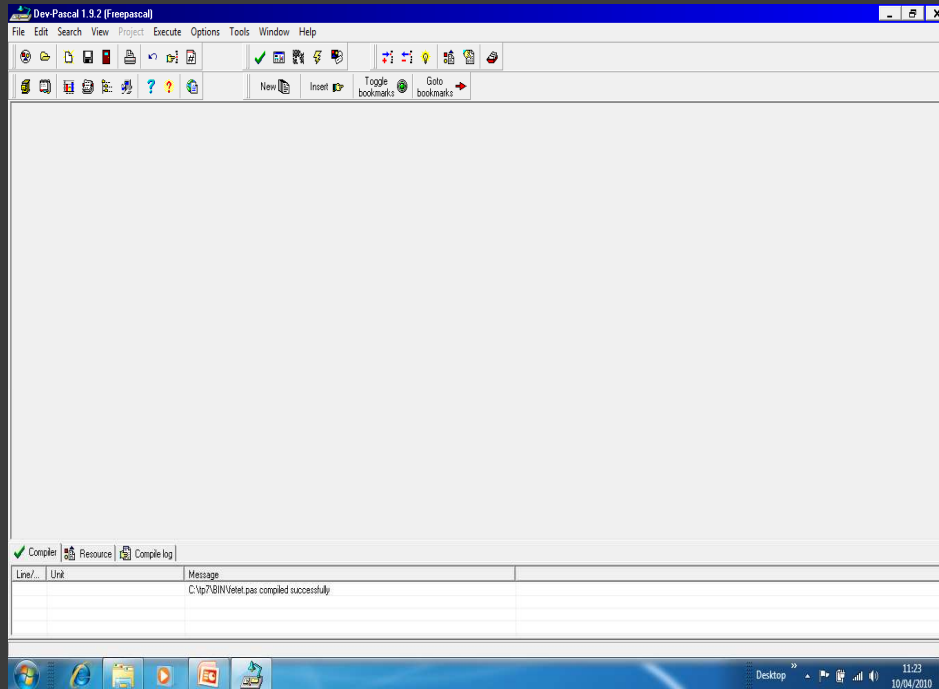 Dev-Pascal 1.9.2 (Freepascal)
File Edit Search View Project Execute Options Tools Window Help
New Insert Toggle bookmarks Goto bookmarks
Compiler Resource Compile log
Line/... Unit Message
C:\tp7\BIN\fetet.pas compiled successfully
Desktop » 11:23
10/04/2010